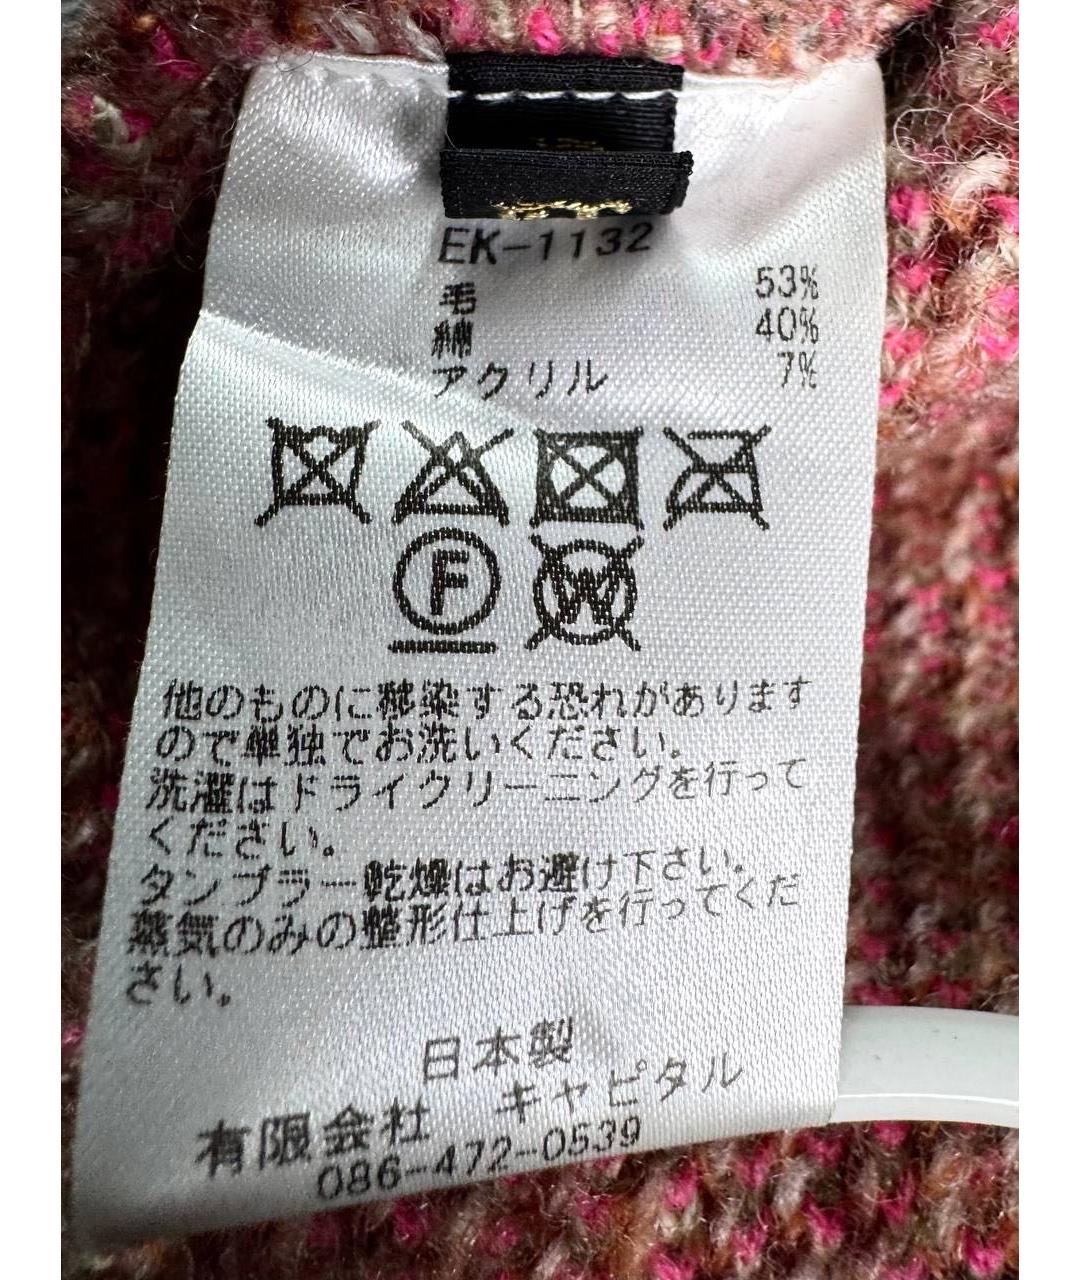 EK-1132
毛 53%
綿 40%
アクリル 7%
F
W
他のものに移染する恐れがあります
ので単独でお洗いください。
洗濯はドライクリーニングを行って
ください。
タンブラー乾燥はお避け下さい。
蒸気のみの整形仕上げを行ってくだ
さい。
日本製
有限会社 キャピタル
086-472-0539